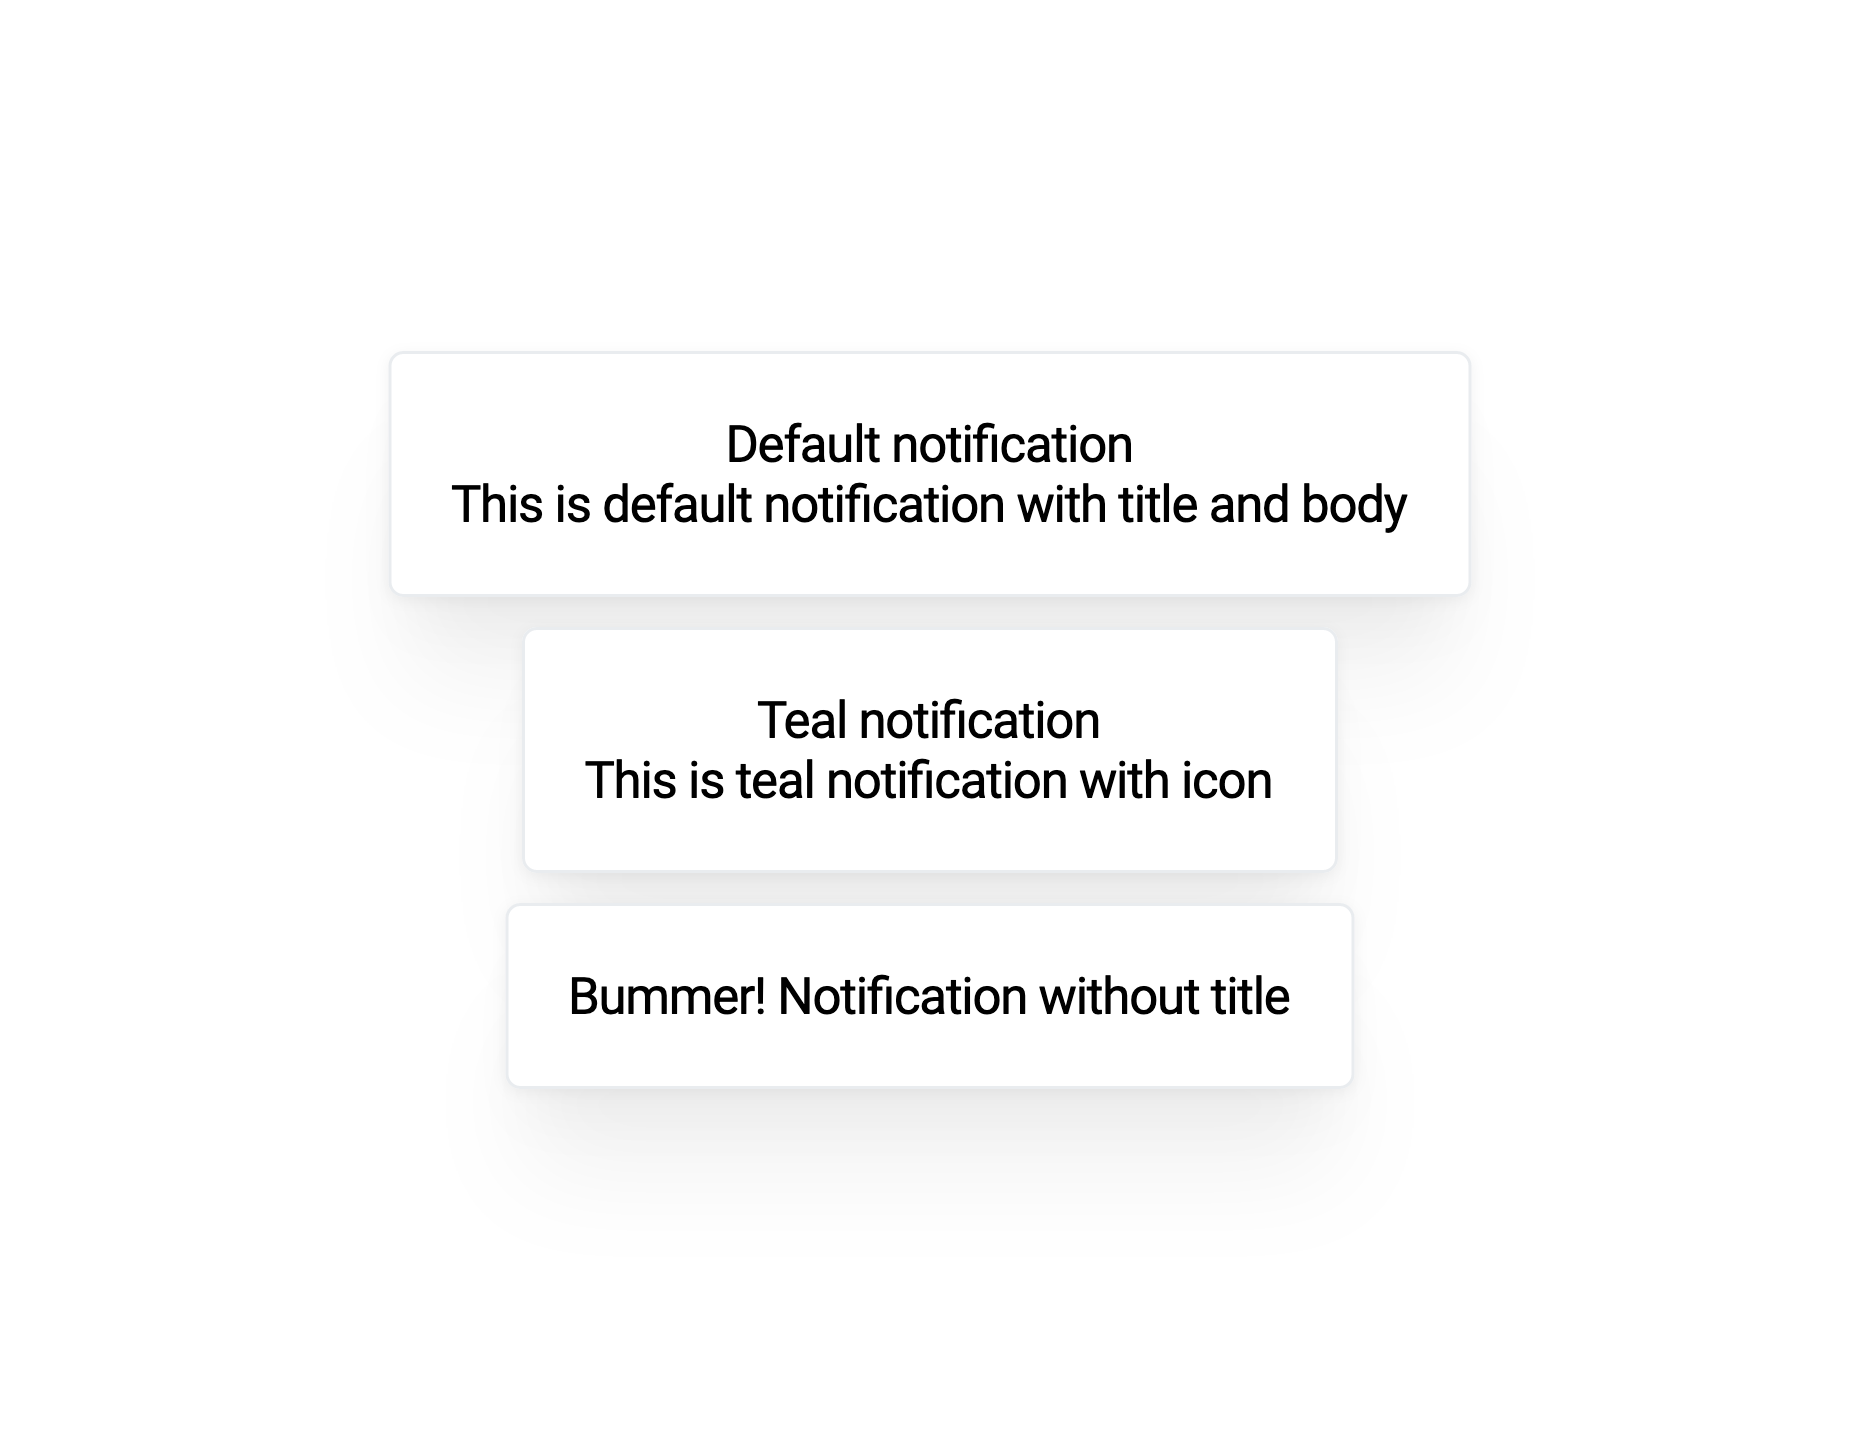 Default notification
This is default notification with title and body
Teal notification
This is teal notification with icon
Bummer! Notification without title